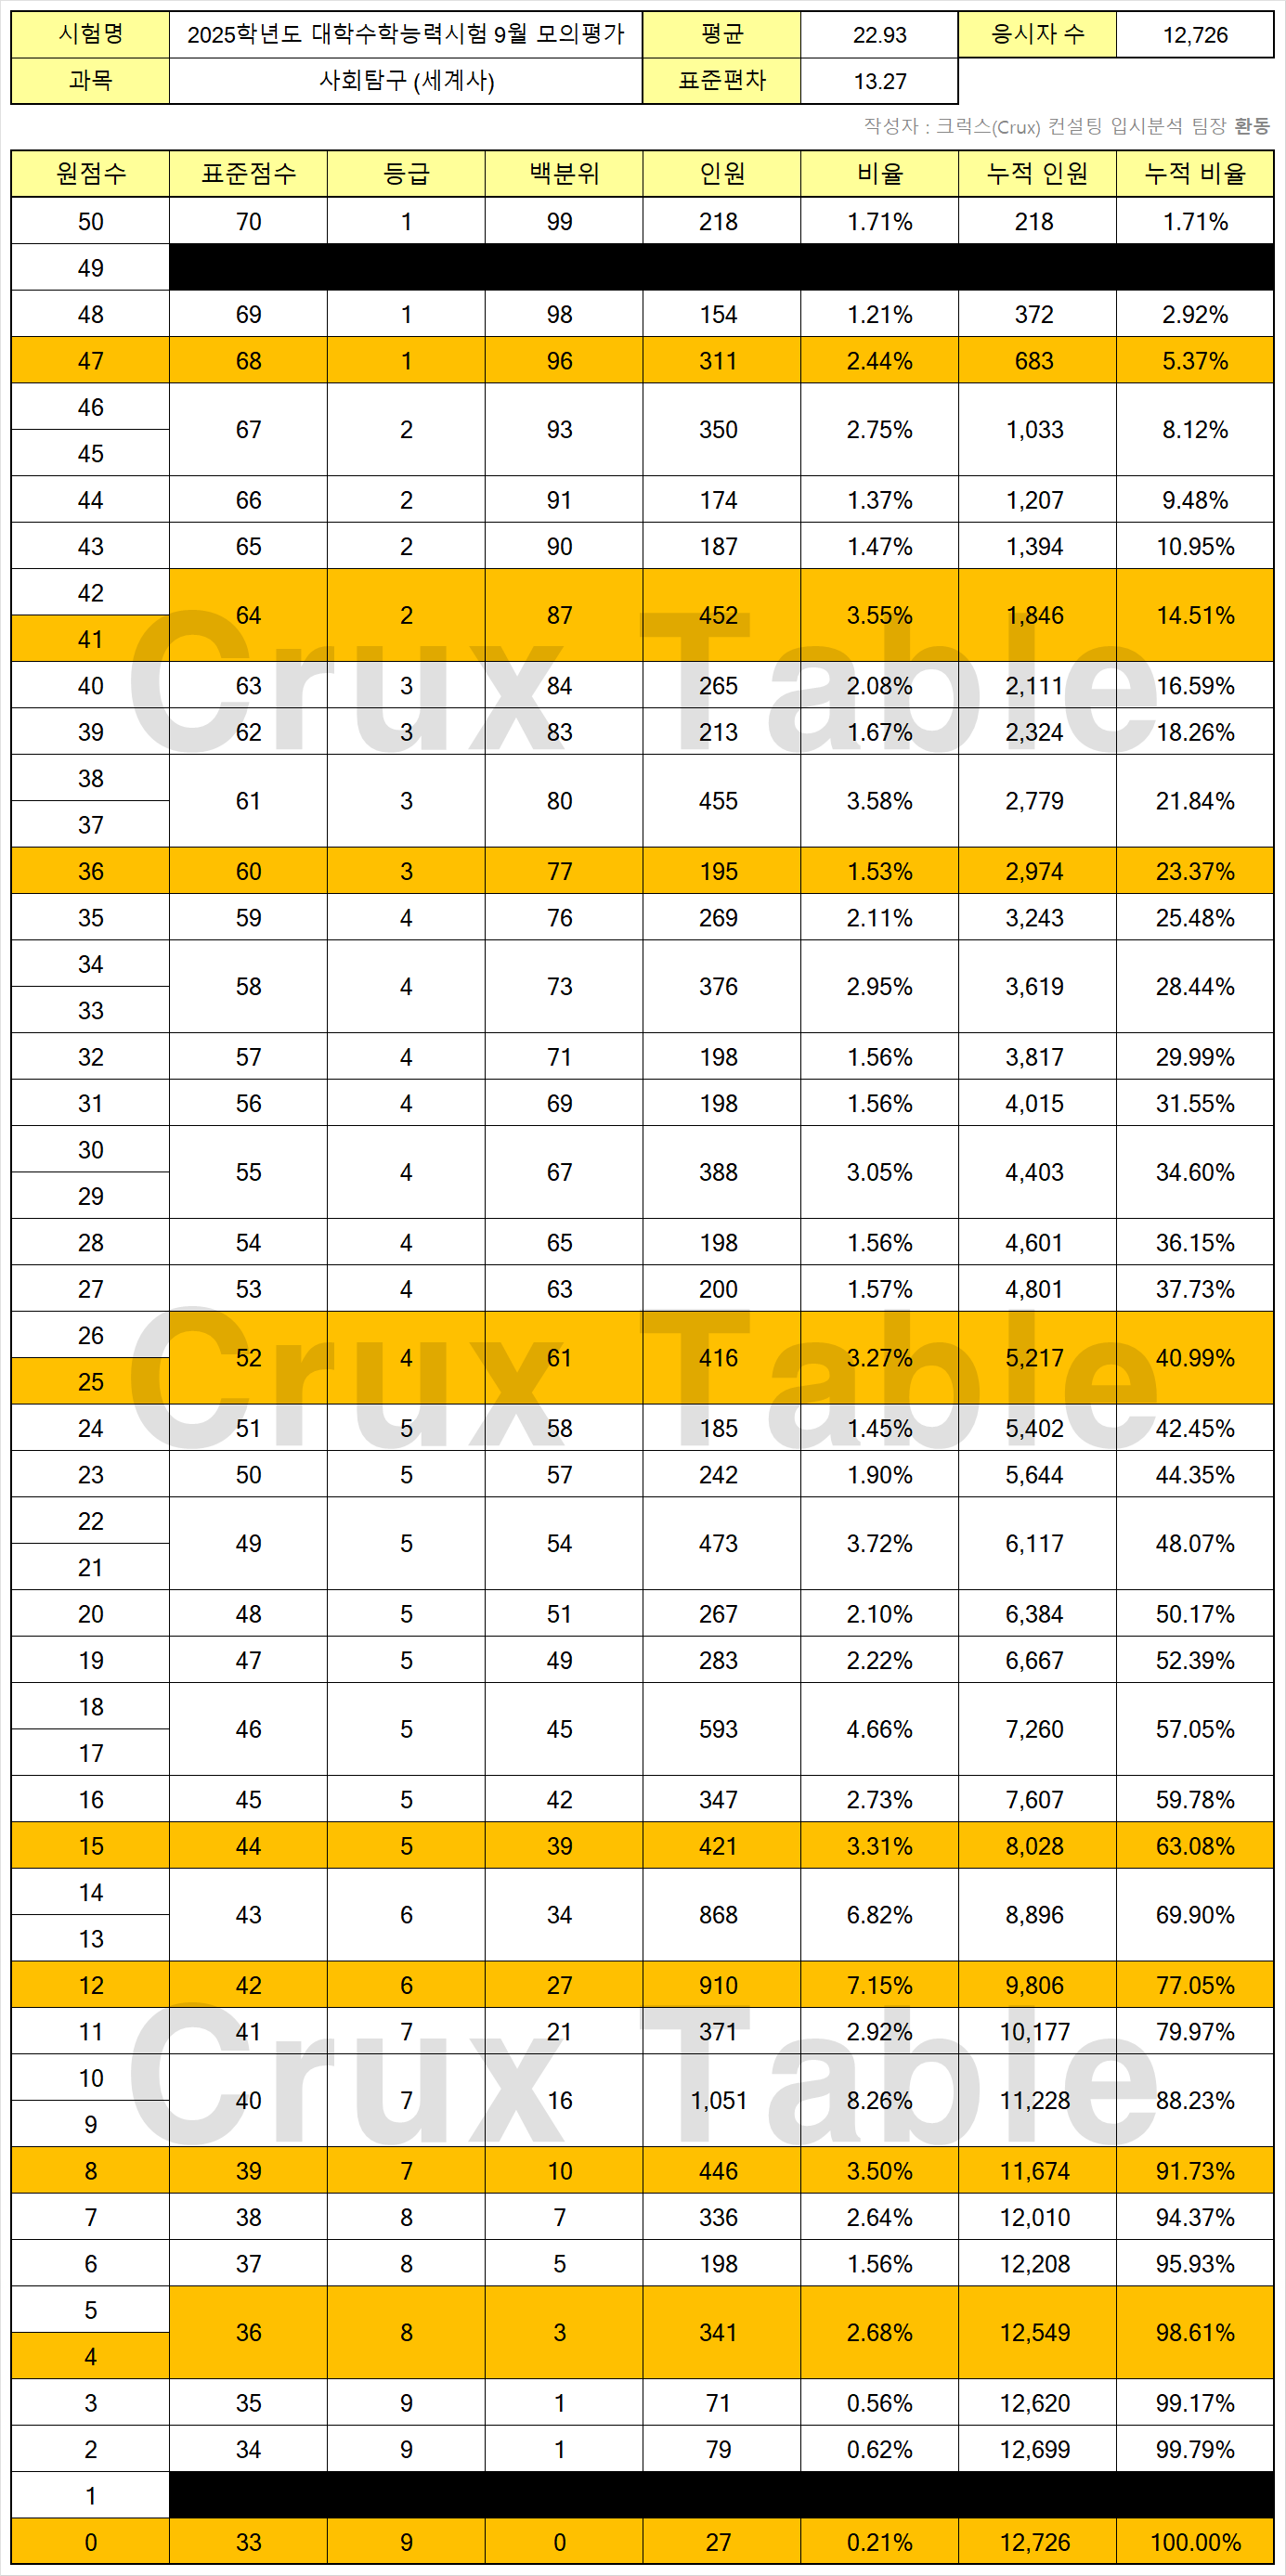 시험명 2025학년도 대학수학능력시험 9월 모의평가 평균 22.93 응시자 수 12,726
과목 사회탐구 (세계사) 표준편차 13.27
작성자 : 크럭스(Crux) 컨설팅 입시분석 팀장 환동
원점수 표준점수 등급 백분위 인원 비율 누적 인원 누적 비율
50 70 1 99 218 1.71% 218 1.71%
49
48 69 1 98 154 1.21% 372 2.92%
47 68 1 96 311 2.44% 683 5.37%
46
67 2 93 350 2.75% 1,033 8.12%
45
44 66 2 91 174 1.37% 1,207 9.48%
43 65 2 90 187 1.47% 1,394 10.95%
42
64 2 87 452 3.55% 1,846 14.51%
41
Crux Table
40 63 3 84 265 2.08% 2,111 16.59%
39 62 3 83 213 1.67% 2,324 18.26%
38
61 3 80 455 3.58% 2,779 21.84%
37
36 60 3 77 195 1.53% 2,974 23.37%
35 59 4 76 269 2.11% 3,243 25.48%
34
58 4 73 376 2.95% 3,619 28.44%
33
32 57 4 71 198 1.56% 3,817 29.99%
31 56 4 69 198 1.56% 4,015 31.55%
30
55 4 67 388 3.05% 4,403 34.60%
29
28 54 4 65 198 1.56% 4,601 36.15%
27 53 4 63 200 1.57% 4,801 37.73%
26
52 4 61 416 3.27% 5,217 40.99%
25
Crux Table
24 51 5 58 185 1.45% 5,402 42.45%
23 50 5 57 242 1.90% 5,644 44.35%
22
49 5 54 473 3.72% 6,117 48.07%
21
20 48 5 51 267 2.10% 6,384 50.17%
19 47 5 49 283 2.22% 6,667 52.39%
18
46 5 45 593 4.66% 7,260 57.05%
17
16 45 5 42 347 2.73% 7,607 59.78%
15 44 5 39 421 3.31% 8,028 63.08%
14
43 6 34 868 6.82% 8,896 69.90%
13
12 42 6 27 910 7.15% 9,806 77.05%
11 41 7 21 371 2.92% 10,177 79.97%
Crux Table
10
40 7 16 1,051 8.26% 11,228 88.23%
9
8 39 7 10 446 3.50% 11,674 91.73%
7 38 8 7 336 2.64% 12,010 94.37%
6 37 8 5 198 1.56% 12,208 95.93%
5
36 8 3 341 2.68% 12,549 98.61%
4
3 35 9 1 71 0.56% 12,620 99.17%
2 34 9 1 79 0.62% 12,699 99.79%
1
0 33 9 0 27 0.21% 12,726 100.00%